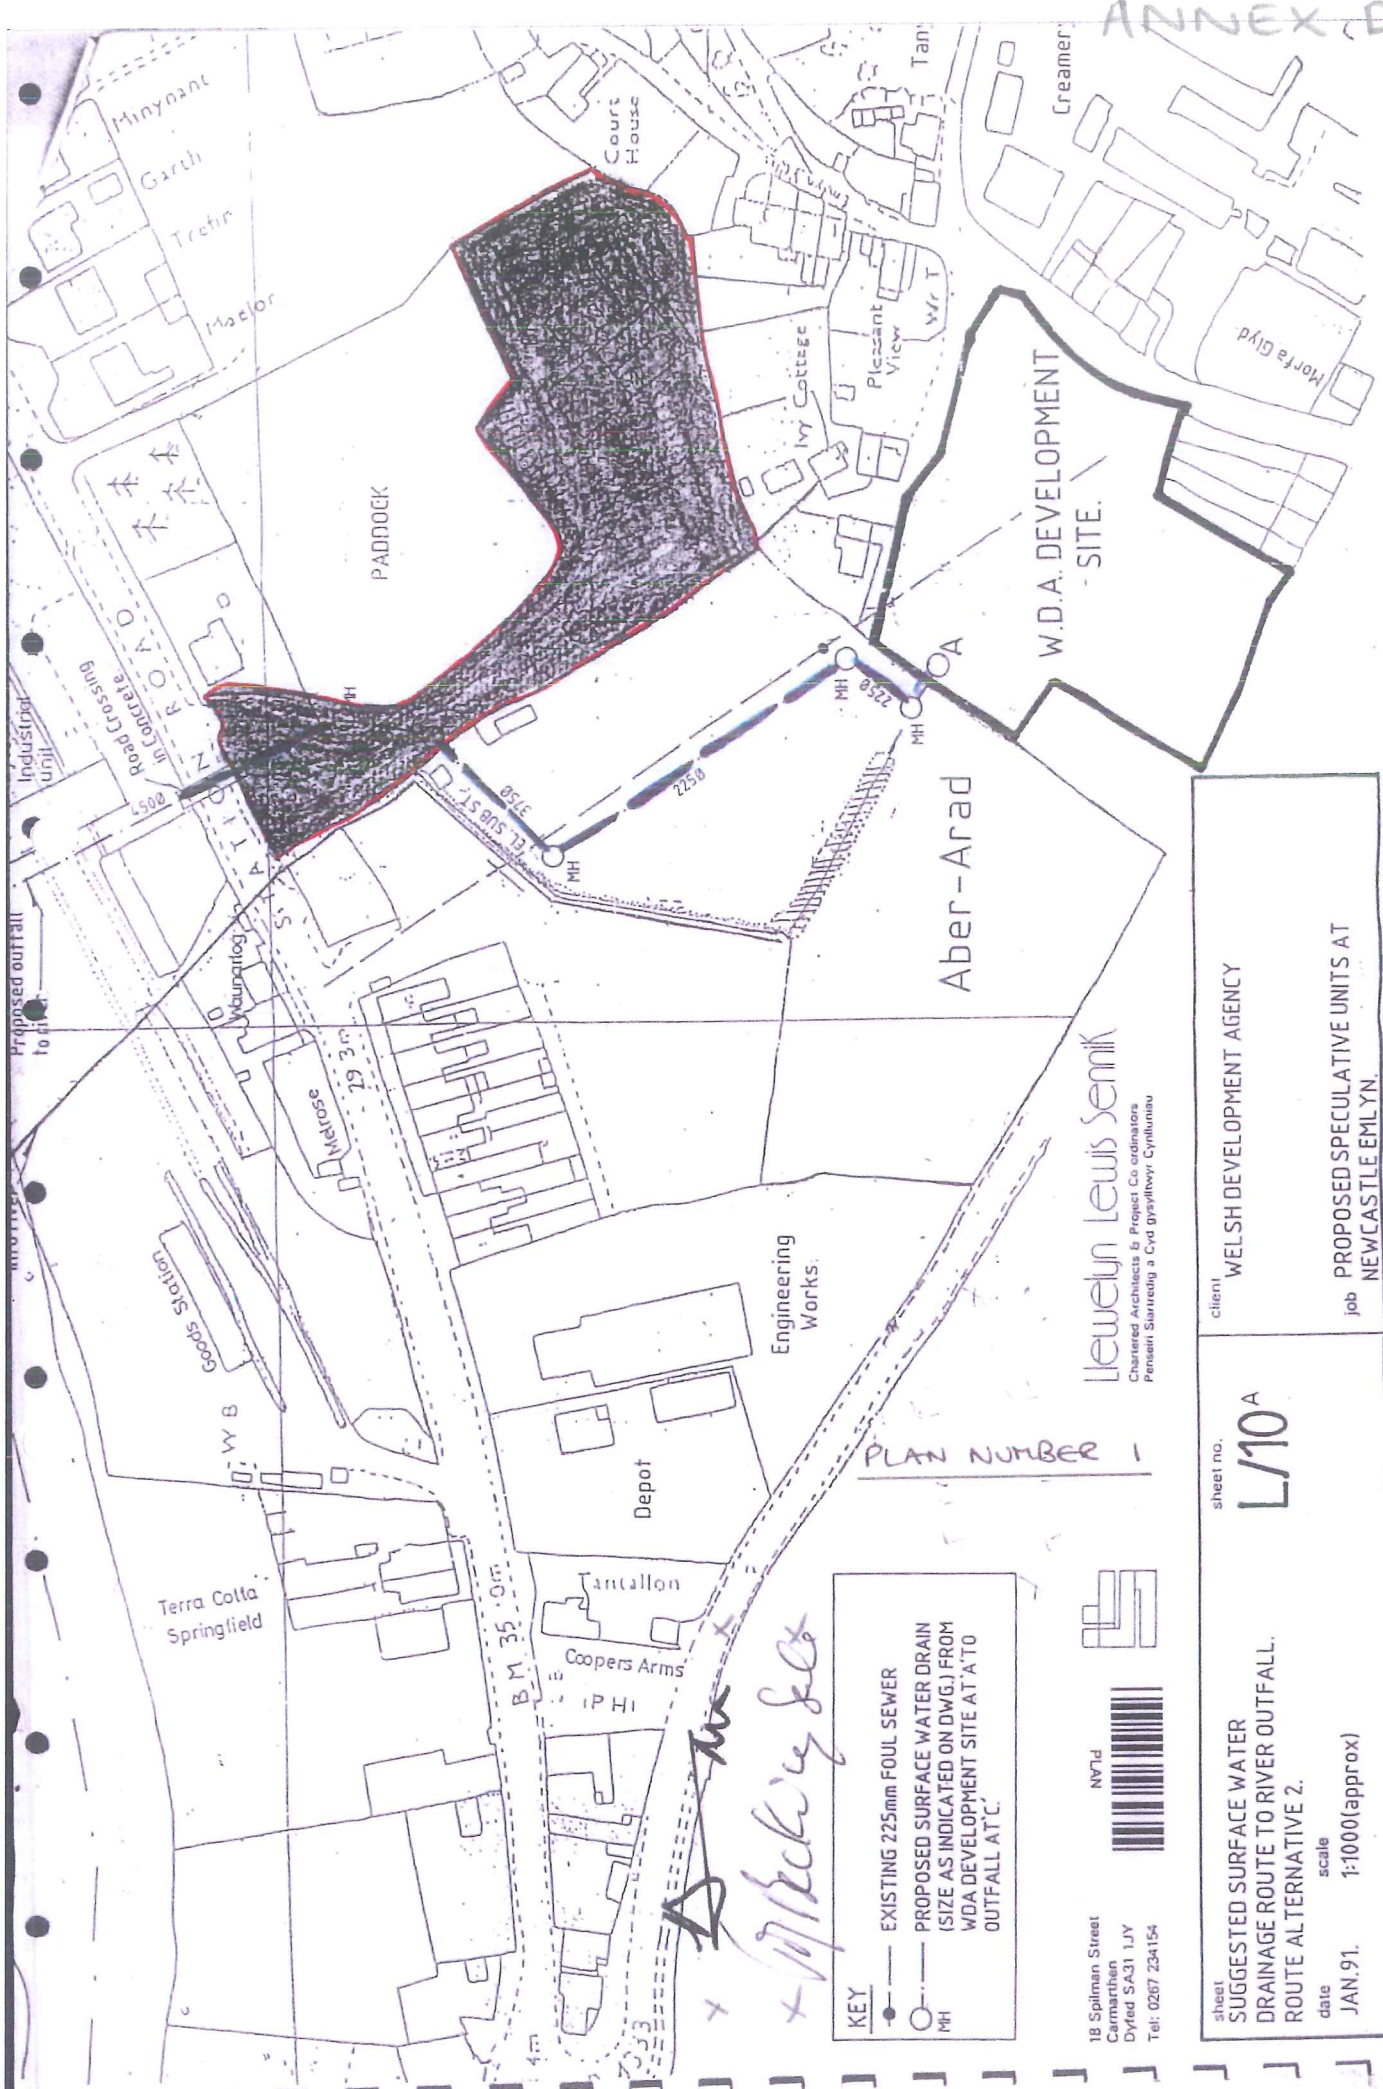 ANNEX
Minynant
Garth
Trefir
Maelor
Court
House
Creamery
Industrial
unit
Road Crossing
in Concrete
4500
STATION ROAD
PADDOCK
MH
Ivy Cottage
Pleasant
View
Wr T
Morfa Glyd
W.D.A. DEVELOPMENT
SITE.
A
2250
MH
MH
2250
3750
EL. SUB ST.
MH
Aber-Arad
Proposed outfall
to river
Waunarlog
Melrose
29 3m
Goods Station
W B
Engineering
Works
Depot
Tancallon
Coopers Arms
(PH)
B M 35 0m
Terra Cotta
Springfield
PLAN NUMBER 1
KEY
EXISTING 225mm FOUL SEWER
MH
PROPOSED SURFACE WATER DRAIN
(SIZE AS INDICATED ON DWG.) FROM
WDA DEVELOPMENT SITE AT 'A' TO
OUTFALL AT 'C'.
Llewelyn Lewis Sennik
Chartered Architects & Project Co ordinators
Penseiri Siartredig a Cyd gysylltwyr Cynlluniau
18 Spilman Street
Carmarthen
Dyfed SA31 1JY
Tel: 0267 234154
PLAN
client
WELSH DEVELOPMENT AGENCY
job
PROPOSED SPECULATIVE UNITS AT
NEWCASTLE EMLYN.
sheet
SUGGESTED SURFACE WATER
DRAINAGE ROUTE TO RIVER OUTFALL.
ROUTE ALTERNATIVE 2.
sheet no.
L/10A
date
JAN.91.
scale
1:1000(approx)